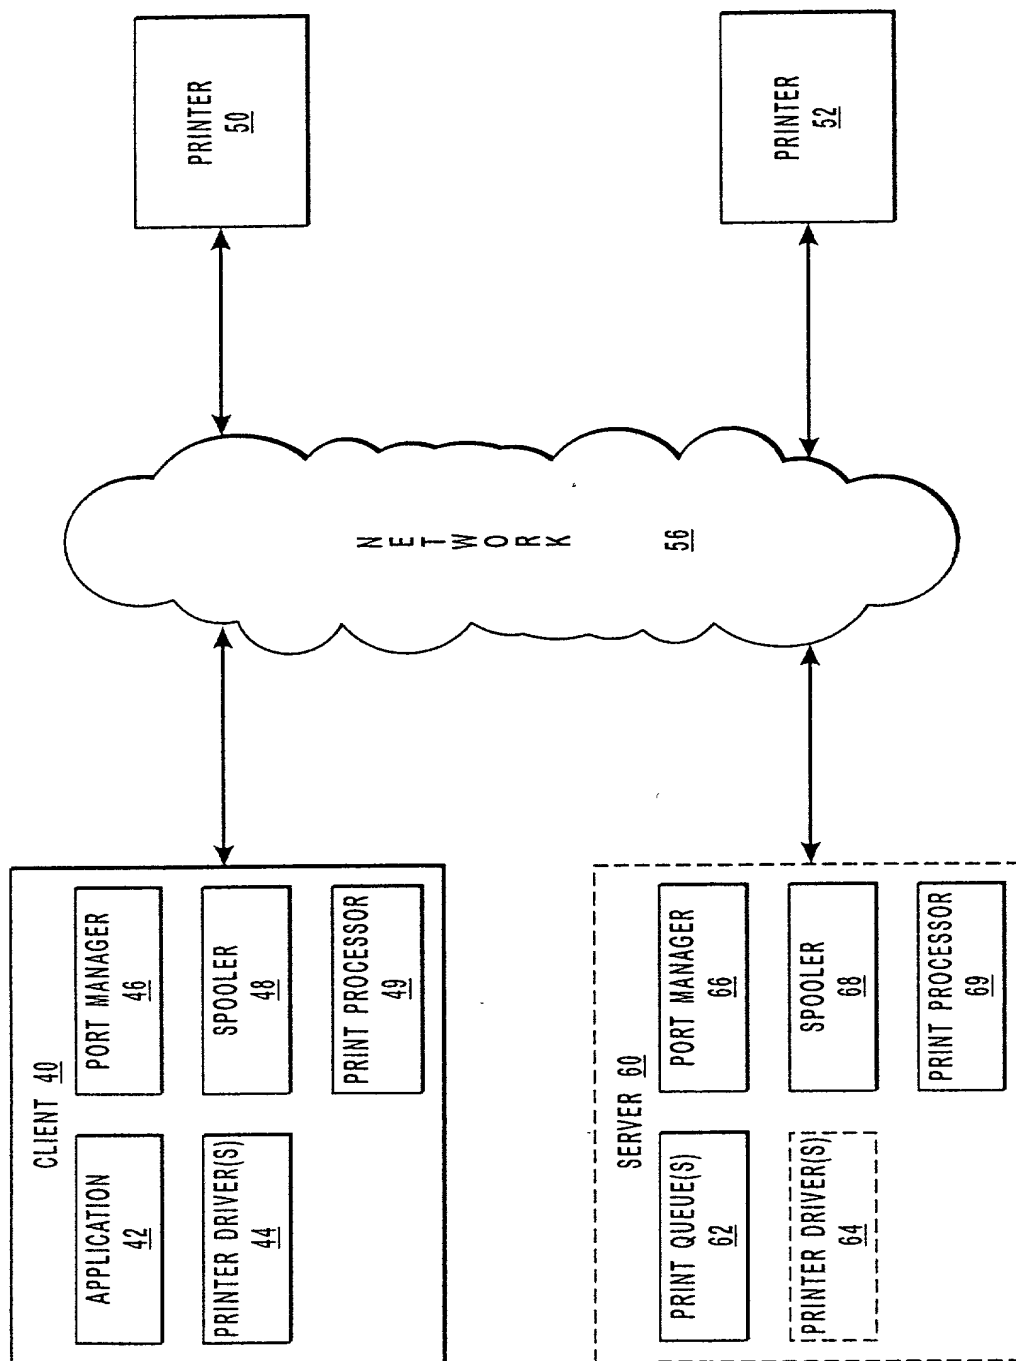 CLIENT 40
APPLICATION
42
PORT MANAGER
46
PRINTER DRIVER(S)
44
SPOOLER
48
PRINT PROCESSOR
49
SERVER 60
PRINT QUEUE(S)
62
PORT MANAGER
66
PRINTER DRIVER(S)
64
SPOOLER
68
PRINT PROCESSOR
69
NETWORK
56
PRINTER
50
PRINTER
52